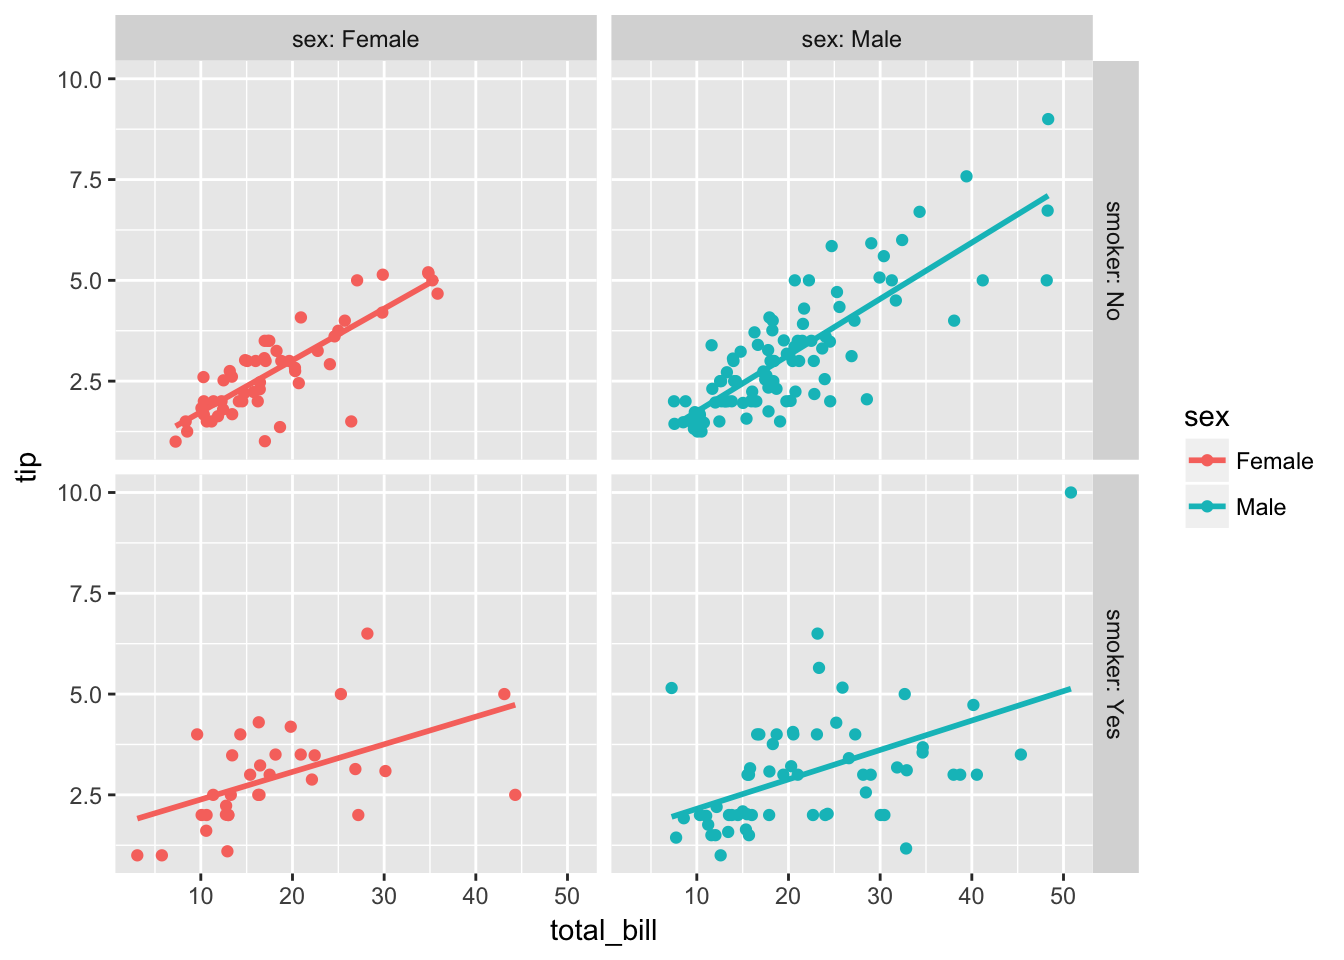 sex: Female
sex: Male
10.0
7.5
5.0
2.5
smoker: No
10.0
7.5
5.0
2.5
smoker: Yes
10 20 30 40 50
10 20 30 40 50
total_bill
tip
sex
Female
Male